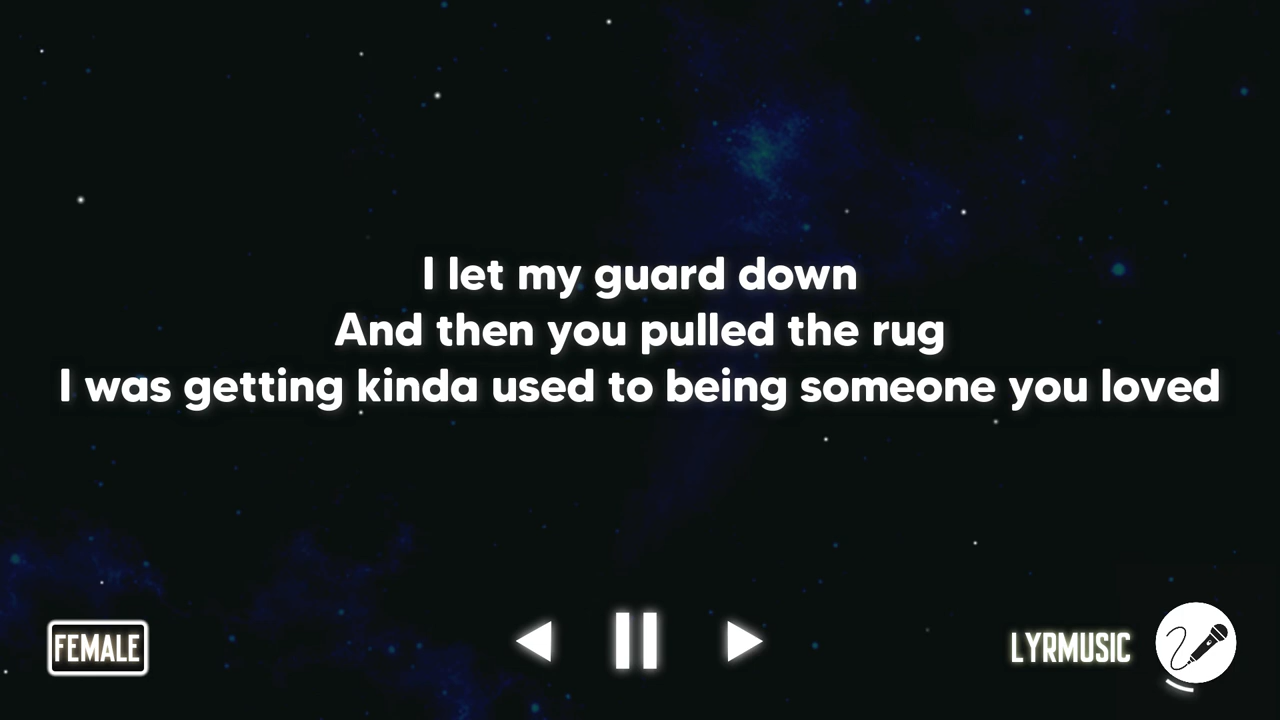 I let my guard down
And then you pulled the rug
I was getting kinda used to being someone you loved
FEMALE
LYRMUSIC